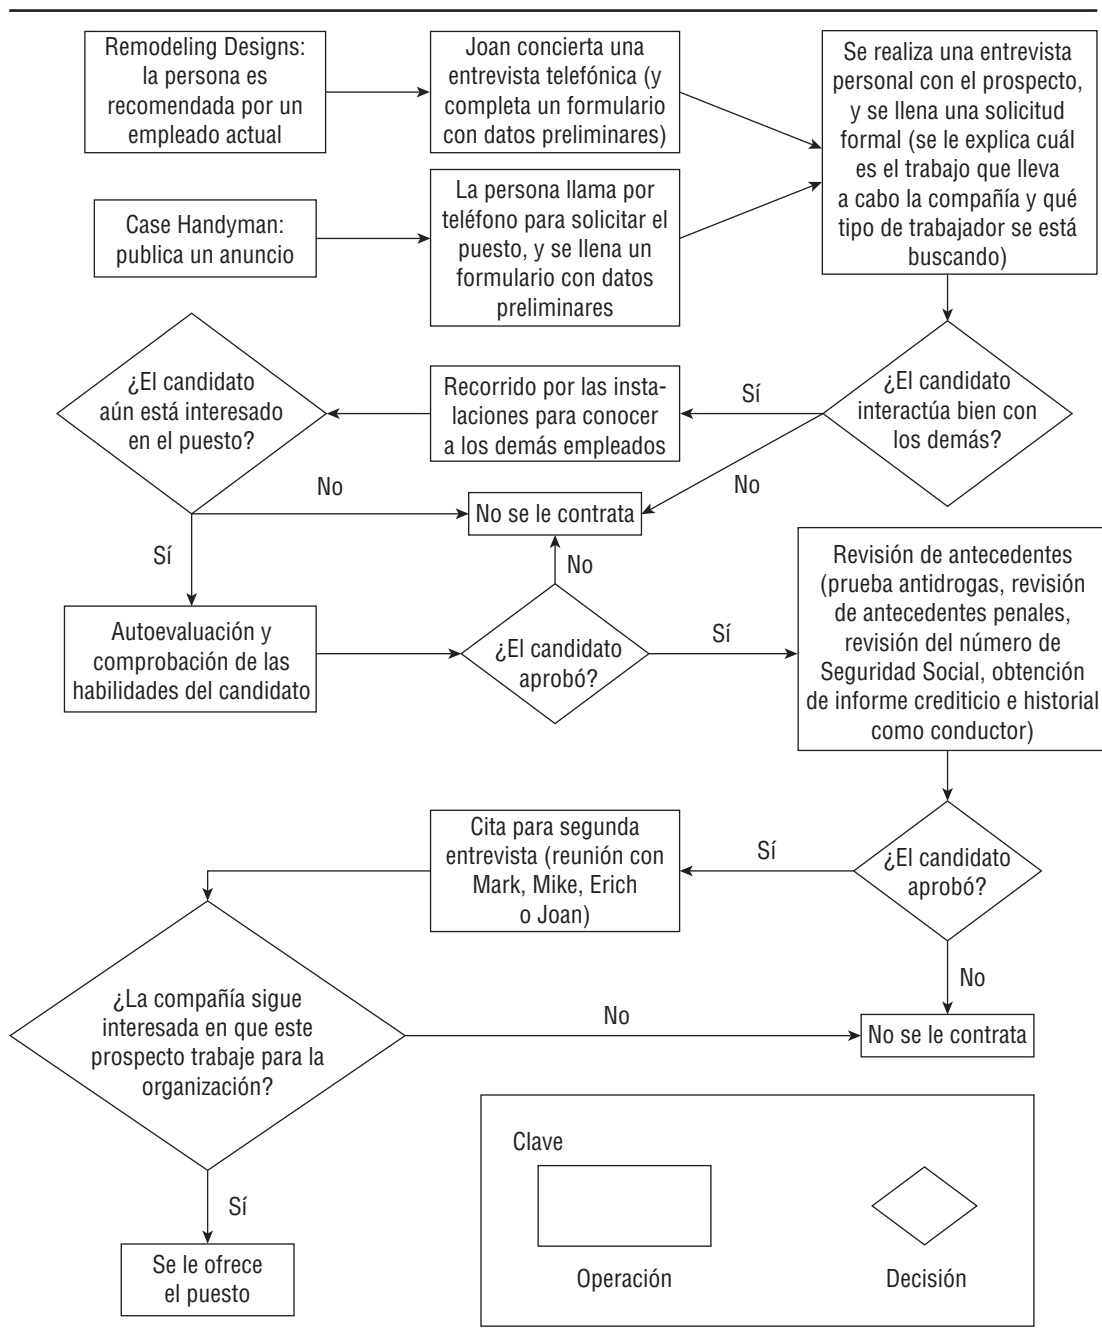 Remodeling Designs:
la persona es
recomendada por un
empleado actual
Joan concierta una
entrevista telefónica (y
completa un formulario
con datos preliminares)
Se realiza una entrevista
personal con el prospecto,
y se llena una solicitud
formal (se le explica cuál
es el trabajo que lleva
a cabo la compañía y qué
tipo de trabajador se está
buscando)
Case Handyman:
publica un anuncio
La persona llama por
teléfono para solicitar el
puesto, y se llena un
formulario con datos
preliminares
¿El candidato
interactúa bien con
los demás?
Sí
No
Recorrido por las insta-
laciones para conocer
a los demás empleados
¿El candidato
aún está interesado
en el puesto?
No
Sí
No se le contrata
Autoevaluación y
comprobación de las
habilidades del candidato
¿El candidato
aprobó?
No
Sí
Revisión de antecedentes
(prueba antidrogas, revisión
de antecedentes penales,
revisión del número de
Seguridad Social, obtención
de informe crediticio e historial
como conductor)
¿El candidato
aprobó?
Sí
No
Cita para segunda
entrevista (reunión con
Mark, Mike, Erich
o Joan)
¿La compañía sigue
interesada en que este
prospecto trabaje para la
organización?
No
No se le contrata
Sí
Se le ofrece
el puesto
Clave
Operación
Decisión